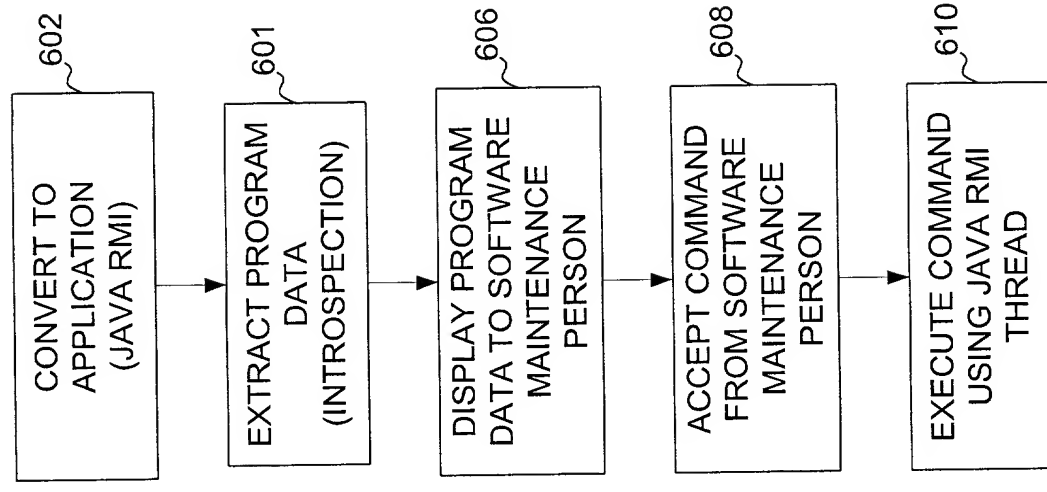 602
CONVERT TO
APPLICATION
(JAVA RMI)
601
EXTRACT PROGRAM
DATA
(INTROSPECTION)
606
DISPLAY PROGRAM
DATA TO SOFTWARE
MAINTENANCE
PERSON
608
ACCEPT COMMAND
FROM SOFTWARE
MAINTENANCE
PERSON
610
EXECUTE COMMAND
USING JAVA RMI
THREAD